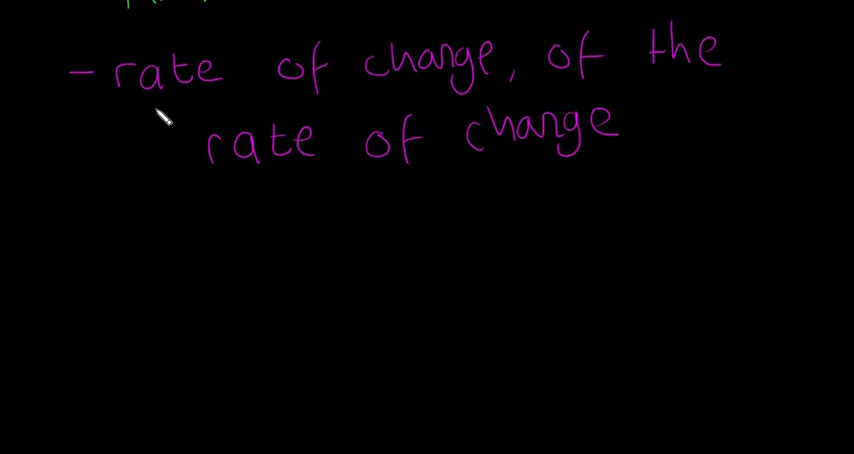 - rate of change, of the
rate of change